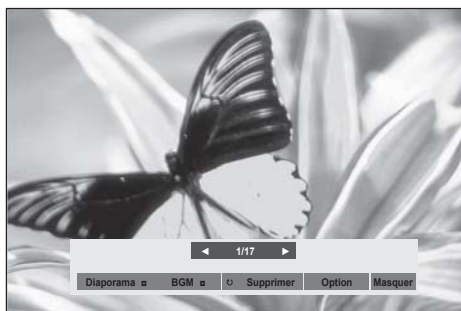 ◄ 1/17 ►
Diaporama BGM ↻ Supprimer Option Masquer